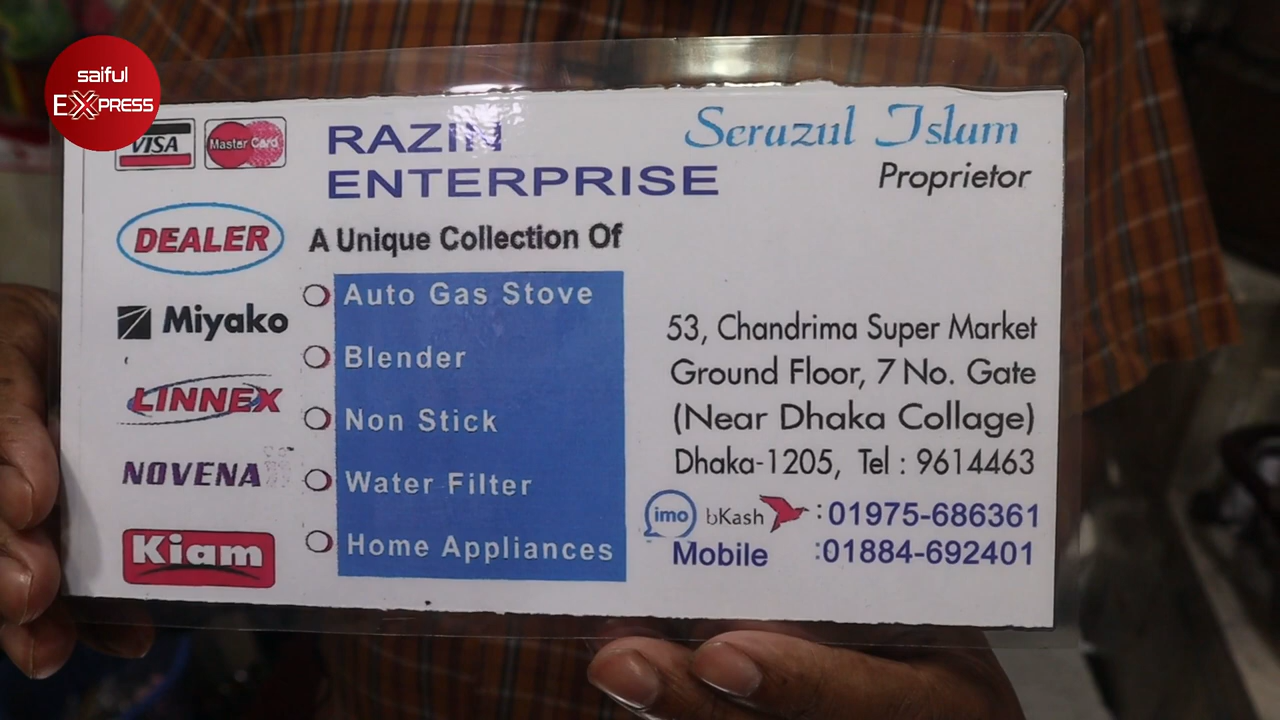 saiful
EXPRESS
VISA
MasterCard
RAZIN
ENTERPRISE
Serazul Islam
Proprietor
DEALER
Miyako
LINNEX
NOVENA
Kiam
A Unique Collection Of
Auto Gas Stove
Blender
Non Stick
Water Filter
Home Appliances
53, Chandrima Super Market
Ground Floor, 7 No. Gate
(Near Dhaka Collage)
Dhaka-1205, Tel : 9614463
imo bKash :01975-686361
Mobile :01884-692401